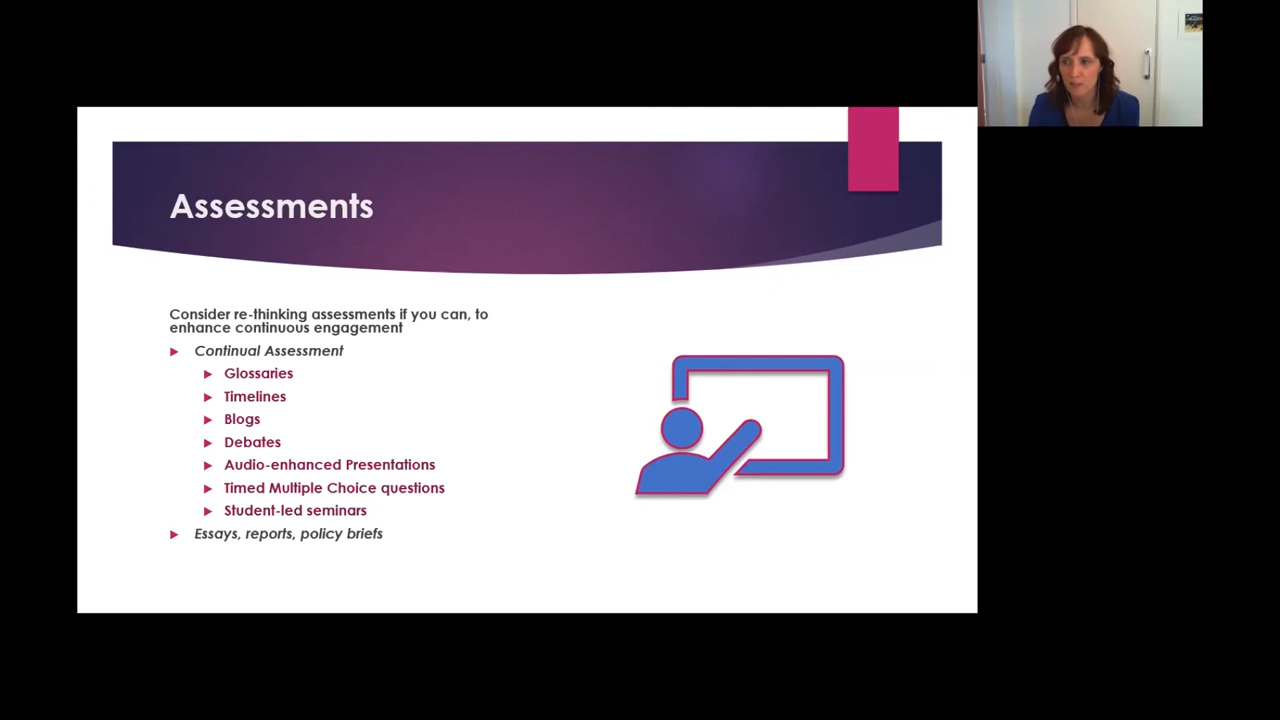 Assessments
Consider re-thinking assessments if you can, to
enhance continuous engagement
Continual Assessment
Glossaries
Timelines
Blogs
Debates
Audio-enhanced Presentations
Timed Multiple Choice questions
Student-led seminars
Essays, reports, policy briefs